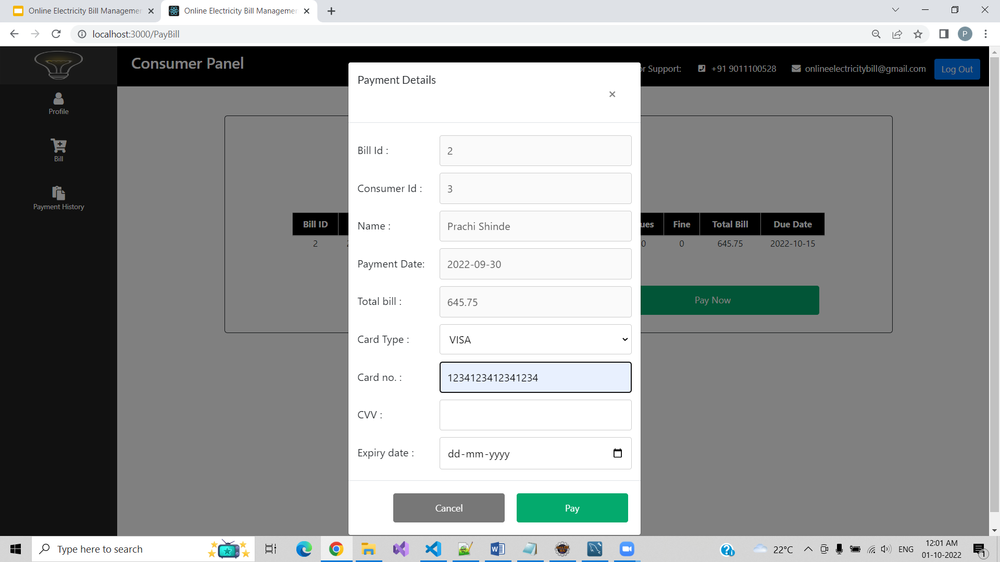 Online Electricity Bill Managemen
Online Electricity Bill Managemen
localhost:3000/PayBill
P
Consumer Panel
or Support:
+91 9011100528
onlineelectricitybill@gmail.com
Log Out
Profile
Bill
Payment History
Payment Details
×
Bill Id :
2
Consumer Id :
3
Name :
Prachi Shinde
Payment Date:
2022-09-30
Total bill :
645.75
Card Type :
VISA
Card no. :
1234123412341234
CVV :
Expiry date :
dd-mm-yyyy
Cancel
Pay
Bill ID
ues
Fine
Total Bill
Due Date
2
0
0
645.75
2022-10-15
Pay Now
Type here to search
22°C
ENG
12:01 AM
01-10-2022
1